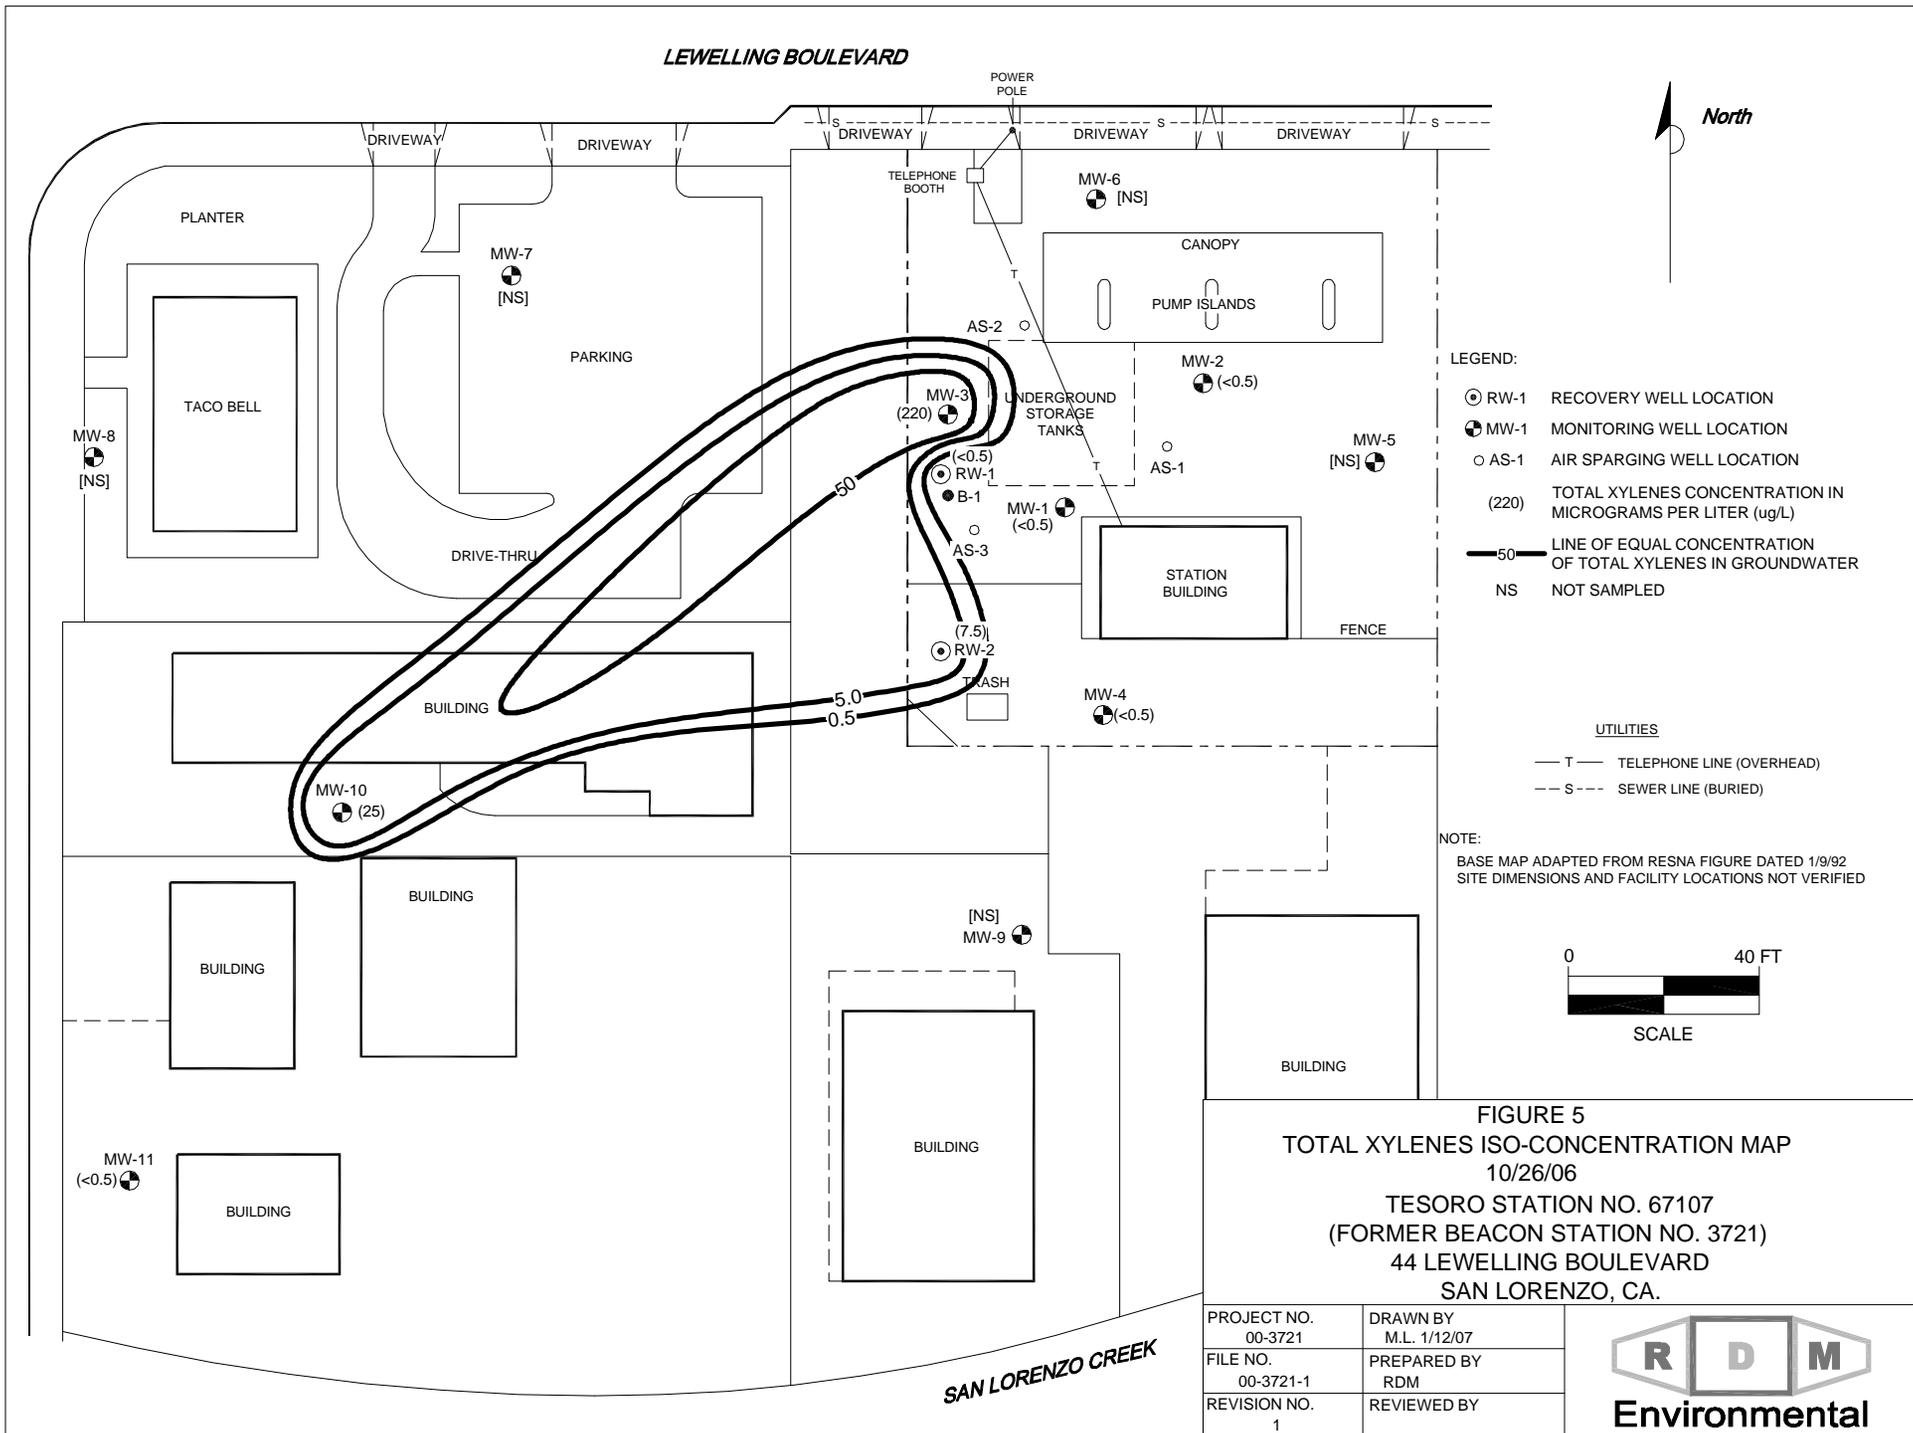 LEWELLING BOULEVARD
POWER
POLE
North
S
S
S
DRIVEWAY
DRIVEWAY
DRIVEWAY
DRIVEWAY
DRIVEWAY
TELEPHONE
BOOTH
MW-6
[NS]
PLANTER
CANOPY
MW-7
[NS]
T
PUMP ISLANDS
AS-2
PARKING
MW-2
(<0.5)
TACO BELL
MW-3
(220)
UNDERGROUND
STORAGE
TANKS
MW-8
[NS]
MW-5
[NS]
(<0.5)
RW-1
T
AS-1
50
B-1
MW-1
(<0.5)
AS-3
DRIVE-THRU
STATION
BUILDING
(7.5)
RW-2
FENCE
TRASH
5.0
0.5
MW-4
(<0.5)
BUILDING
MW-10
(25)
BUILDING
[NS]
MW-9
BUILDING
BUILDING
BUILDING
MW-11
(<0.5)
BUILDING
SAN LORENZO CREEK
LEGEND:
RW-1 RECOVERY WELL LOCATION
MW-1 MONITORING WELL LOCATION
AS-1 AIR SPARGING WELL LOCATION
(220) TOTAL XYLENES CONCENTRATION IN
MICROGRAMS PER LITER (ug/L)
50 LINE OF EQUAL CONCENTRATION
OF TOTAL XYLENES IN GROUNDWATER
NS NOT SAMPLED
UTILITIES
T TELEPHONE LINE (OVERHEAD)
S SEWER LINE (BURIED)
NOTE:
BASE MAP ADAPTED FROM RESNA FIGURE DATED 1/9/92
SITE DIMENSIONS AND FACILITY LOCATIONS NOT VERIFIED
0 40 FT
SCALE
FIGURE 5
TOTAL XYLENES ISO-CONCENTRATION MAP
10/26/06
TESORO STATION NO. 67107
(FORMER BEACON STATION NO. 3721)
44 LEWELLING BOULEVARD
SAN LORENZO, CA.
PROJECT NO.
00-3721
DRAWN BY
M.L. 1/12/07
FILE NO.
00-3721-1
PREPARED BY
RDM
REVISION NO.
1
REVIEWED BY
R D M
Environmental